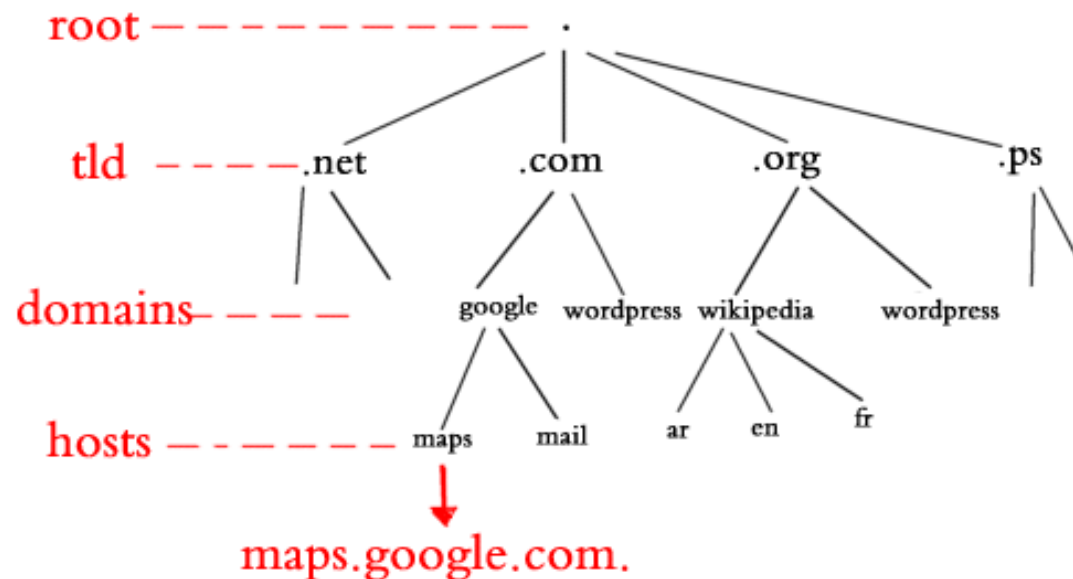 root .
tld .net .com .org .ps
domains google wordpress wikipedia wordpress
hosts maps mail ar en fr
maps.google.com.